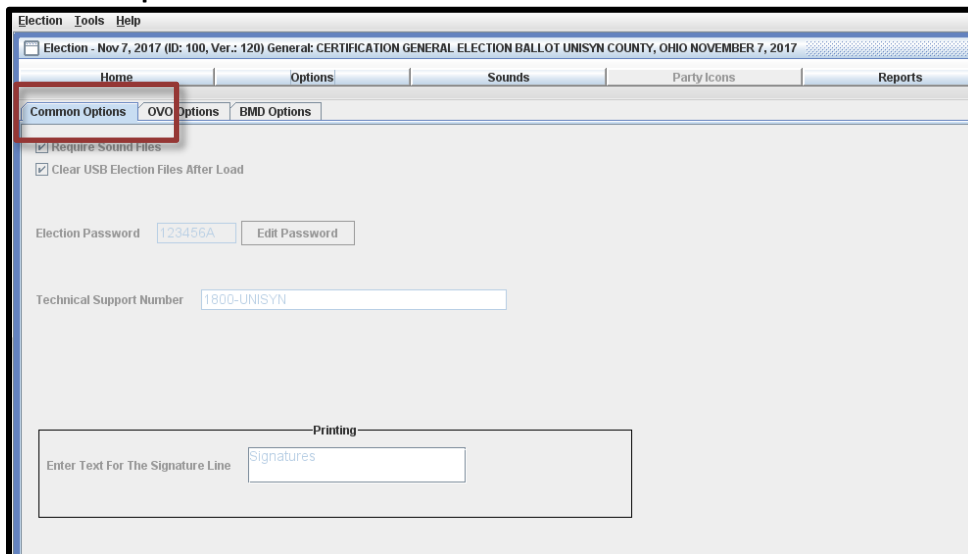 Election Tools Help
Election - Nov 7, 2017 (ID: 100, Ver.: 120) General: CERTIFICATION GENERAL ELECTION BALLOT UNISYN COUNTY, OHIO NOVEMBER 7, 2017
Home Options Sounds Party Icons Reports
Common Options OVO Options BMD Options
Require Sound Files
Clear USB Election Files After Load
Election Password 123456A Edit Password
Technical Support Number 1800-UNISYN
Printing
Enter Text For The Signature Line Signatures